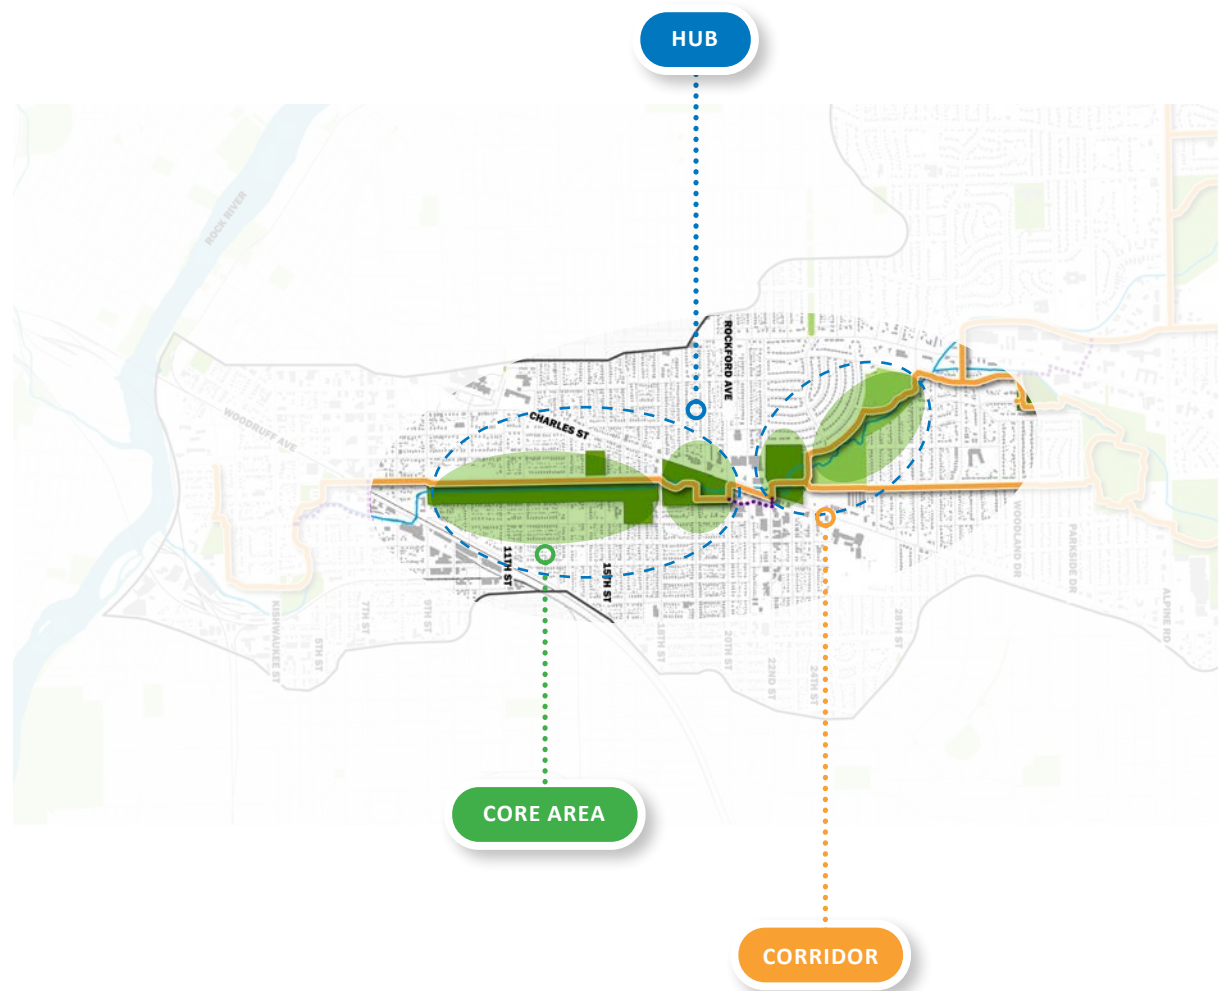 HUB
ROCK RIVER
ROCKFORD AVE
WOODRUFF AVE
CHARLES ST
11TH ST
15TH ST
KISHWAUKEE ST
5TH ST
7TH ST
9TH ST
18TH ST
20TH ST
22ND ST
24TH ST
28TH ST
WOODLAND DR
PARKSIDE DR
ALPINE RD
CORE AREA
CORRIDOR